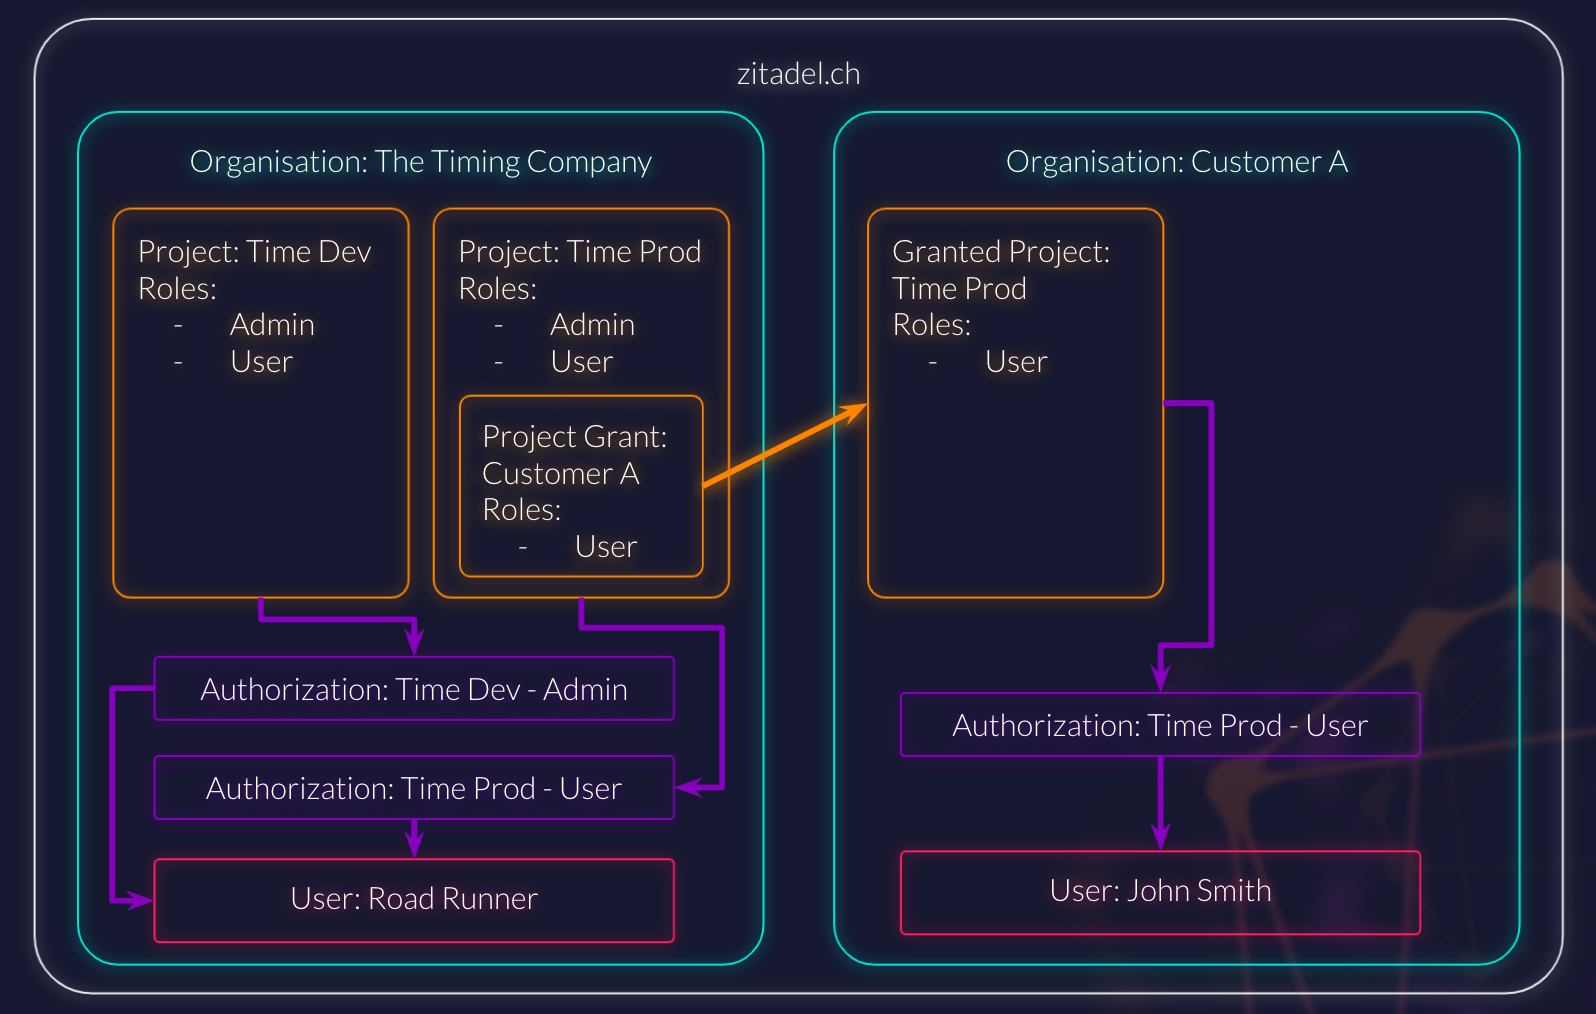 zitadel.ch
Organisation: The Timing Company
Project: Time Dev
Roles:
- Admin
- User
Project: Time Prod
Roles:
- Admin
- User
Project Grant:
Customer A
Roles:
- User
Authorization: Time Dev - Admin
Authorization: Time Prod - User
User: Road Runner
Organisation: Customer A
Granted Project:
Time Prod
Roles:
- User
Authorization: Time Prod - User
User: John Smith